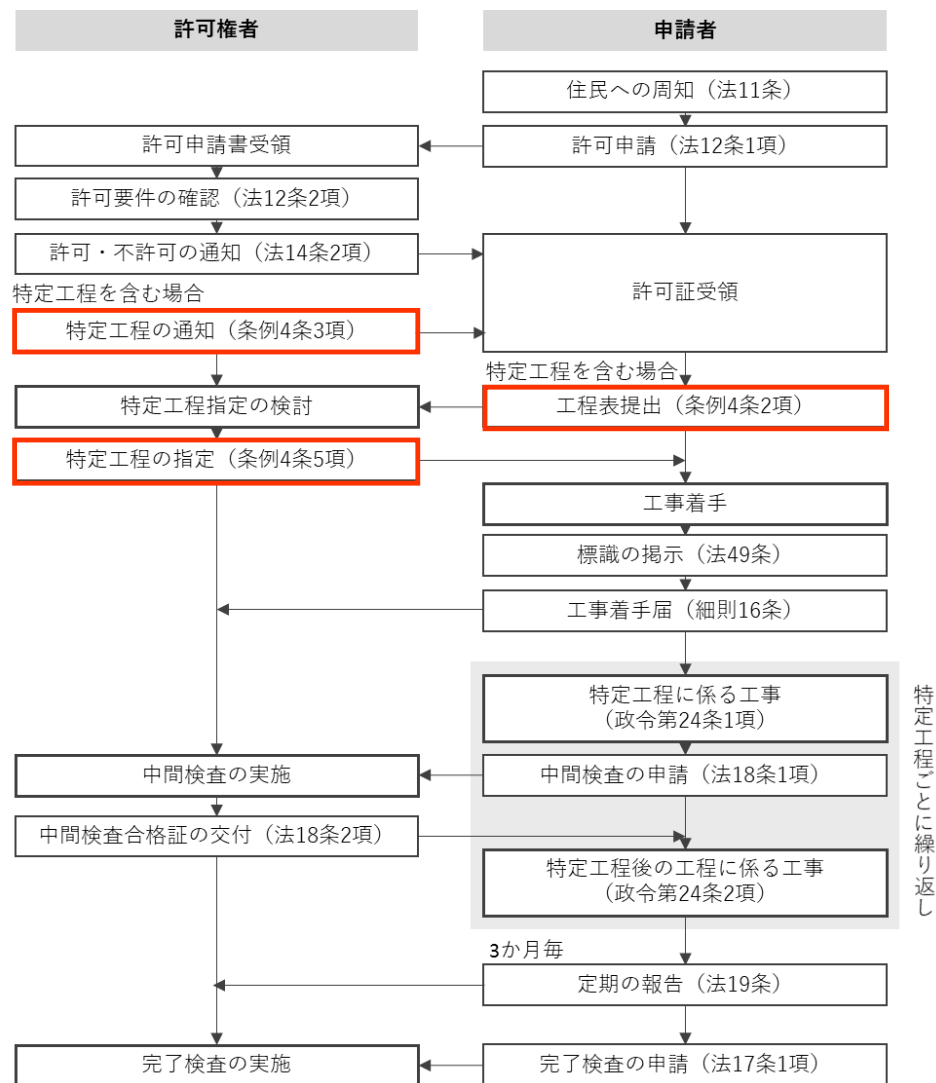 許可権者
申請者
住民への周知（法11条）
許可申請書受領
許可申請（法12条1項）
許可要件の確認（法12条2項）
許可・不許可の通知（法14条2項）
許可証受領
特定工程を含む場合
特定工程の通知（条例4条3項）
特定工程を含む場合
特定工程指定の検討
工程表提出（条例4条2項）
特定工程の指定（条例4条5項）
工事着手
標識の掲示（法49条）
工事着手届（細則16条）
特定工程に係る工事
（政令第24条1項）
特定工程ごとに繰り返し
中間検査の実施
中間検査の申請（法18条1項）
中間検査合格証の交付（法18条2項）
特定工程後の工程に係る工事
（政令第24条2項）
3か月毎
定期の報告（法19条）
完了検査の実施
完了検査の申請（法17条1項）